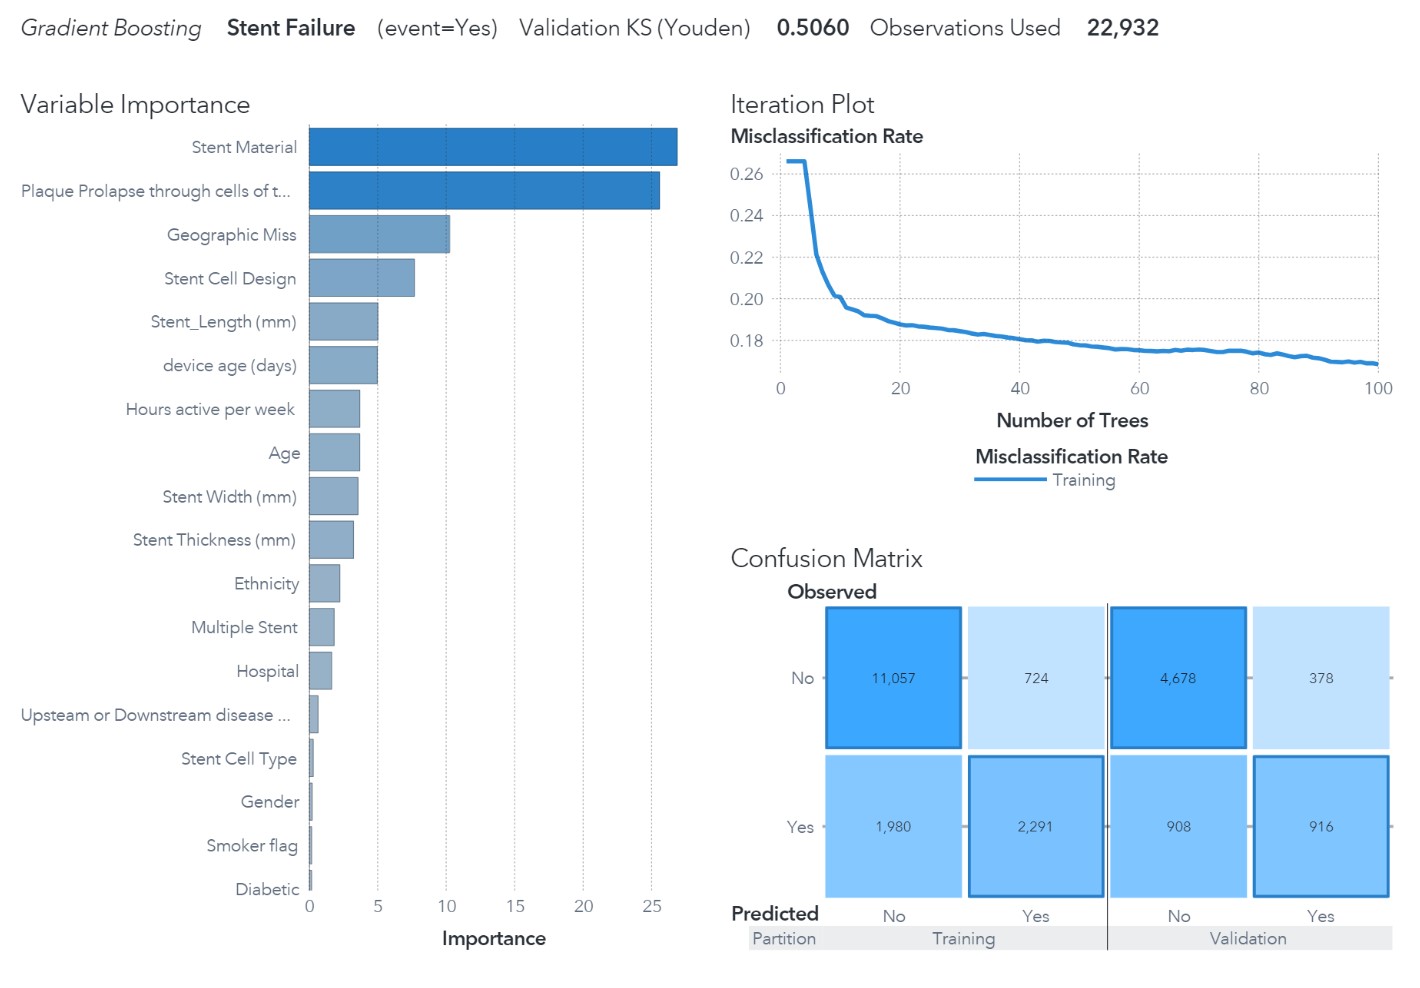 Gradient Boosting Stent Failure (event=Yes) Validation KS (Youden) 0.5060 Observations Used 22,932
Variable Importance
Stent Material
Plaque Prolapse through cells of t...
Geographic Miss
Stent Cell Design
Stent_Length (mm)
device age (days)
Hours active per week
Age
Stent Width (mm)
Stent Thickness (mm)
Ethnicity
Multiple Stent
Hospital
Upsteam or Downstream disease ...
Stent Cell Type
Gender
Smoker flag
Diabetic
0 5 10 15 20 25
Importance
Iteration Plot
Misclassification Rate
0.26
0.24
0.22
0.20
0.18
0 20 40 60 80 100
Number of Trees
Misclassification Rate
Training
Confusion Matrix
Observed
No 11,057 724 4,678 378
Yes 1,980 2,291 908 916
Predicted No Yes No Yes
Partition Training Validation